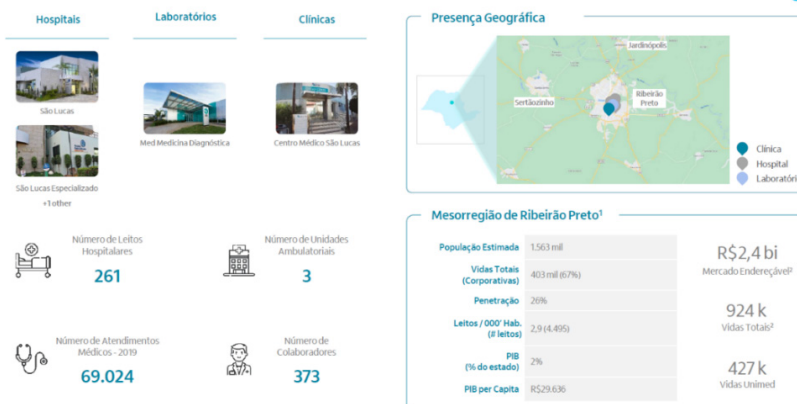 Hospitais
Laboratórios
Clínicas
São Lucas
Med Medicina Diagnóstica
Centro Médico São Lucas
São Lucas Especializado
+1 other
Número de Leitos
Hospitalares
261
Número de Unidades
Ambulatoriais
3
Número de Atendimentos
Médicos - 2019
69.024
Número de
Colaboradores
373
Presença Geográfica
Jardinópolis
Sertãozinho
Ribeirão
Preto
Clínica
Hospital
Laboratóri
Mesorregião de Ribeirão Preto¹
População Estimada 1.563 mil
Vidas Totais
(Corporativas) 403 mil (67%)
Penetração 26%
Leitos / 000' Hab.
(# leitos) 2,9 (4.495)
PIB
(% do estado) 2%
PIB per Capita R$29.636
R$2,4 bi
Mercado Endereçável²
924 k
Vidas Totais²
427 k
Vidas Unimed